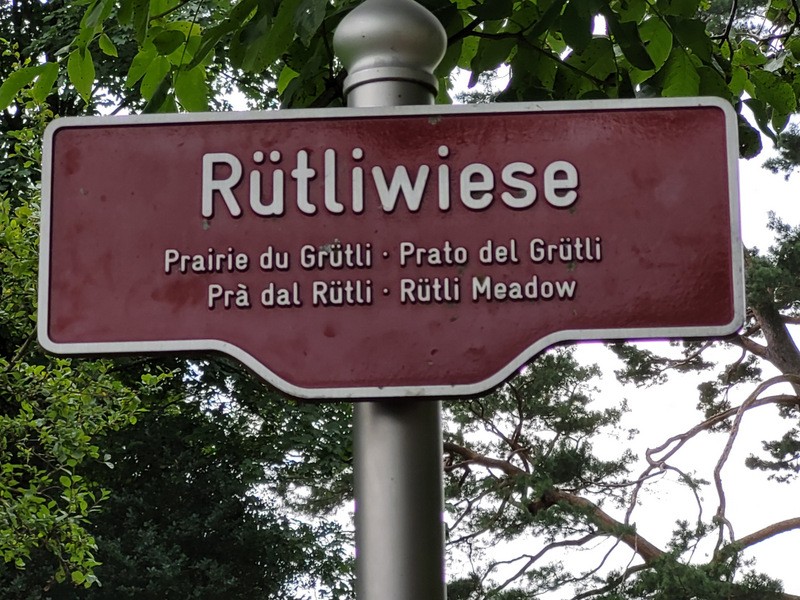 Rütliwiese
Prairie du Grütli · Prato del Grütli
Prà dal Rütli · Rütli Meadow